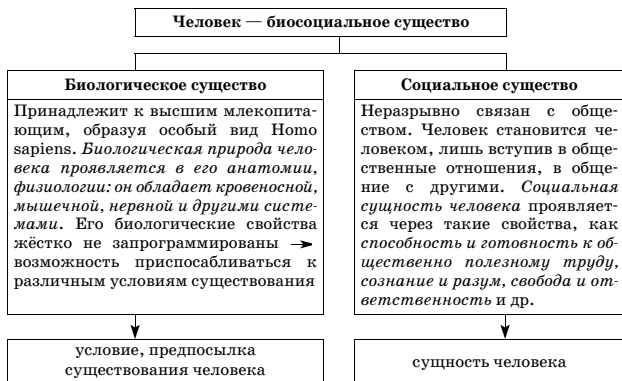 Человек — биосоциальное существо
Биологическое существо
Принадлежит к высшим млекопита-
ющим, образуя особый вид Homo
sapiens. Биологическая природа чело-
века проявляется в его анатомии,
физиологии: он обладает кровеносной,
мышечной, нервной и другими систе-
мами. Его биологические свойства
жёстко не запрограммированы →
возможность приспосабливаться к
различным условиям существования
условие, предпосылка
существования человека
Социальное существо
Неразрывно связан с обще-
ством. Человек становится че-
ловеком, лишь вступив в обще-
ственные отношения, в обще-
ние с другими. Социальная
сущность человека проявляет-
ся через такие свойства, как
способность и готовность к об-
щественно полезному труду,
сознание и разум, свобода и от-
ветственность и др.
сущность человека